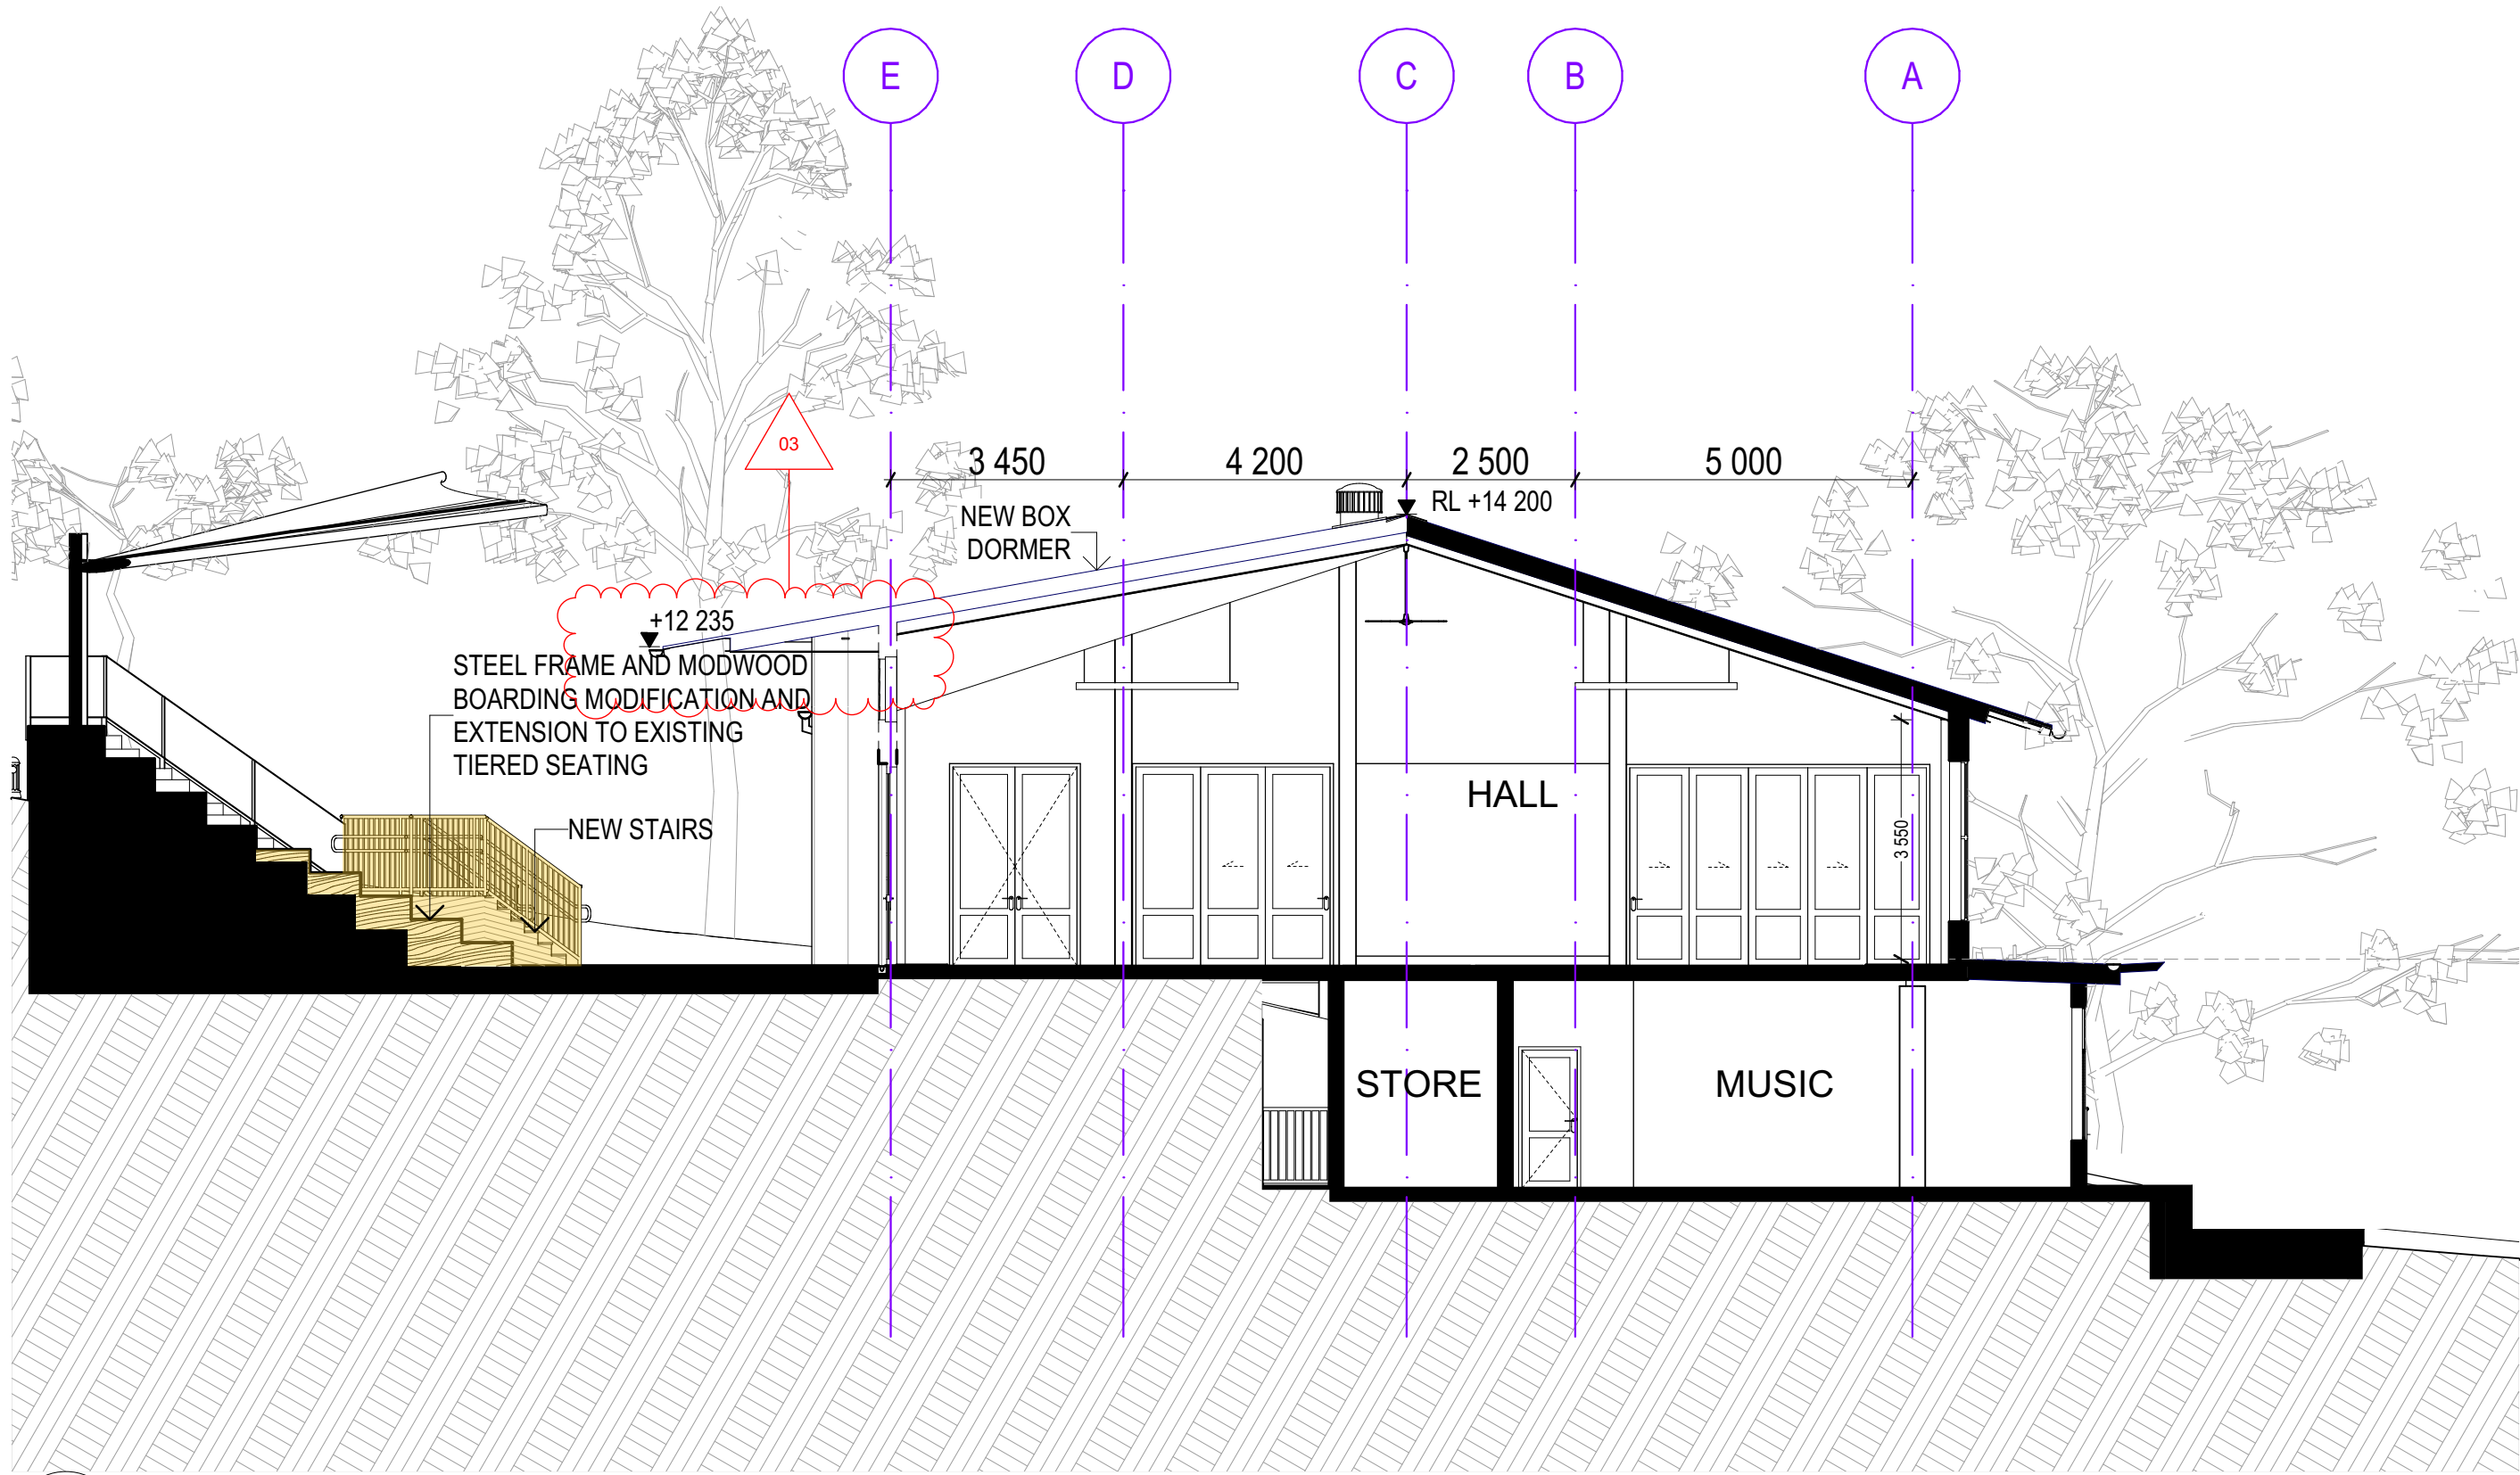 E
D
C
B
A
03
3 450
4 200
2 500
5 000
RL +14 200
NEW BOX
DORMER
+12 235
STEEL FRAME AND MODWOOD
BOARDING MODIFICATION AND
EXTENSION TO EXISTING
TIERED SEATING
NEW STAIRS
HALL
3 550
STORE
MUSIC